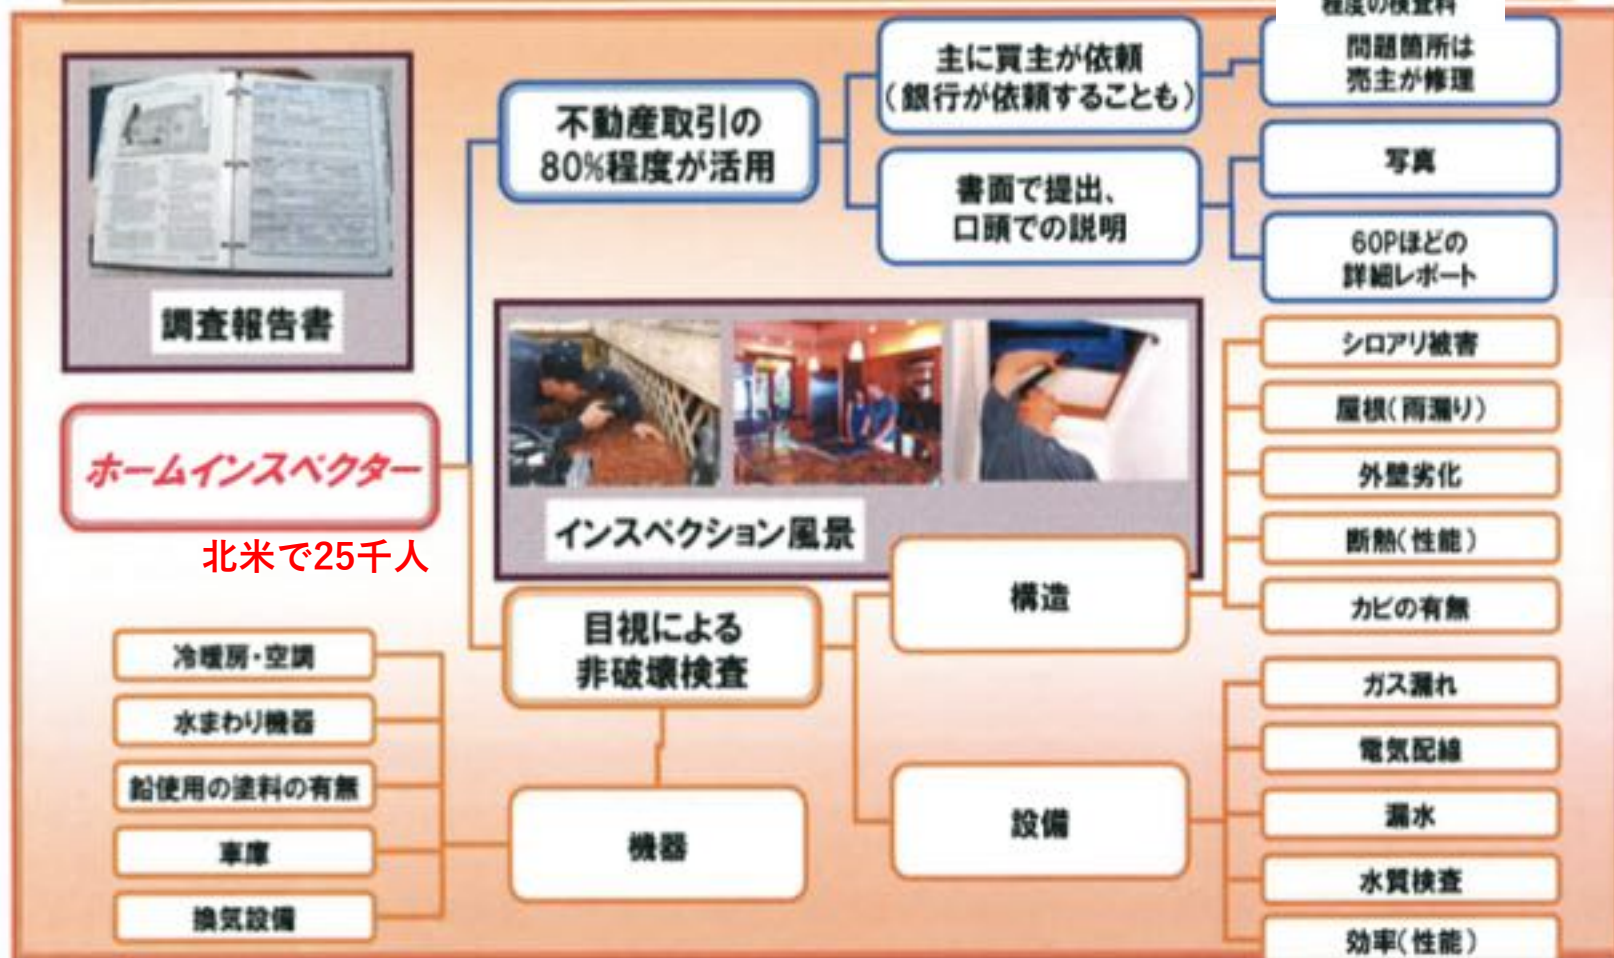 程度の検査料
主に買主が依頼
(銀行が依頼することも)
問題箇所は
売主が修理
不動産取引の
80%程度が活用
書面で提出、
口頭での説明
写真
60Pほどの
詳細レポート
調査報告書
シロアリ被害
屋根(雨漏り)
外壁劣化
断熱(性能)
カビの有無
ホームインスペクター
北米で25千人
インスペクション風景
目視による
非破壊検査
構造
冷暖房・空調
水まわり機器
鉛使用の塗料の有無
車庫
換気設備
機器
設備
ガス漏れ
電気配線
漏水
水質検査
効率(性能)